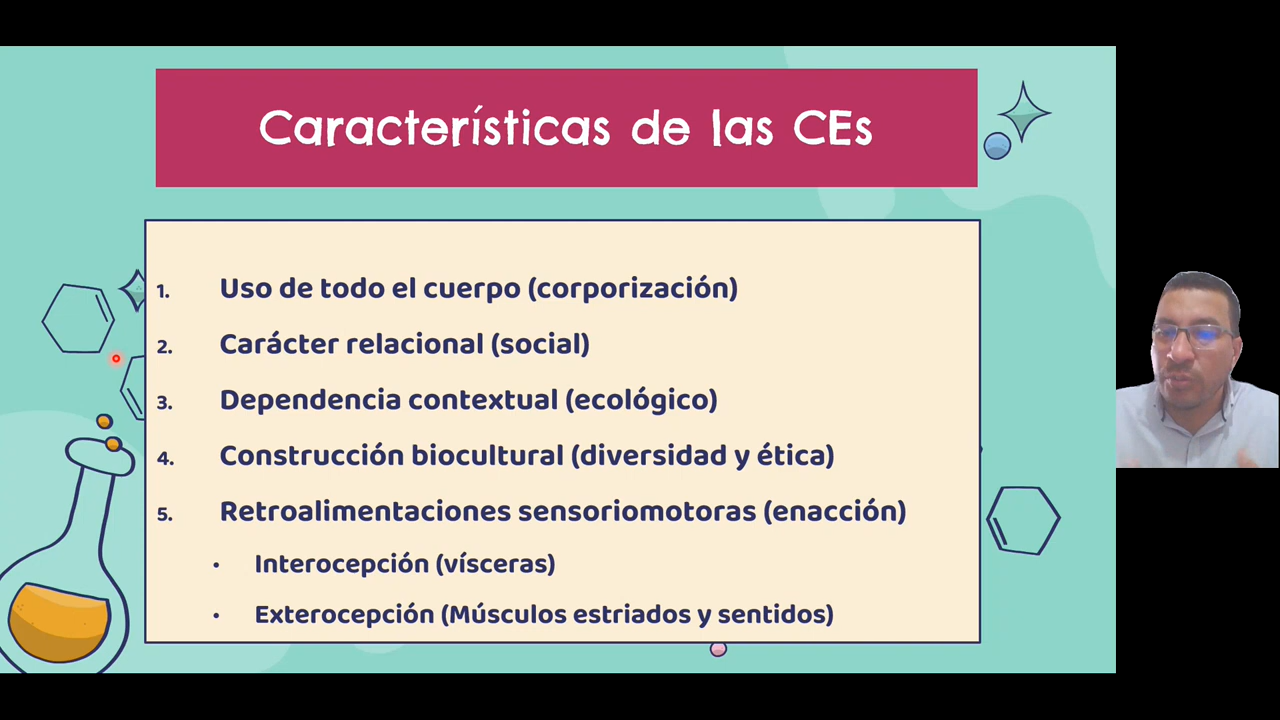 Características de las CEs
1. Uso de todo el cuerpo (corporización)
2. Carácter relacional (social)
3. Dependencia contextual (ecológico)
4. Construcción biocultural (diversidad y ética)
5. Retroalimentaciones sensoriomotoras (enacción)
• Interocepción (vísceras)
• Exterocepción (Músculos estriados y sentidos)